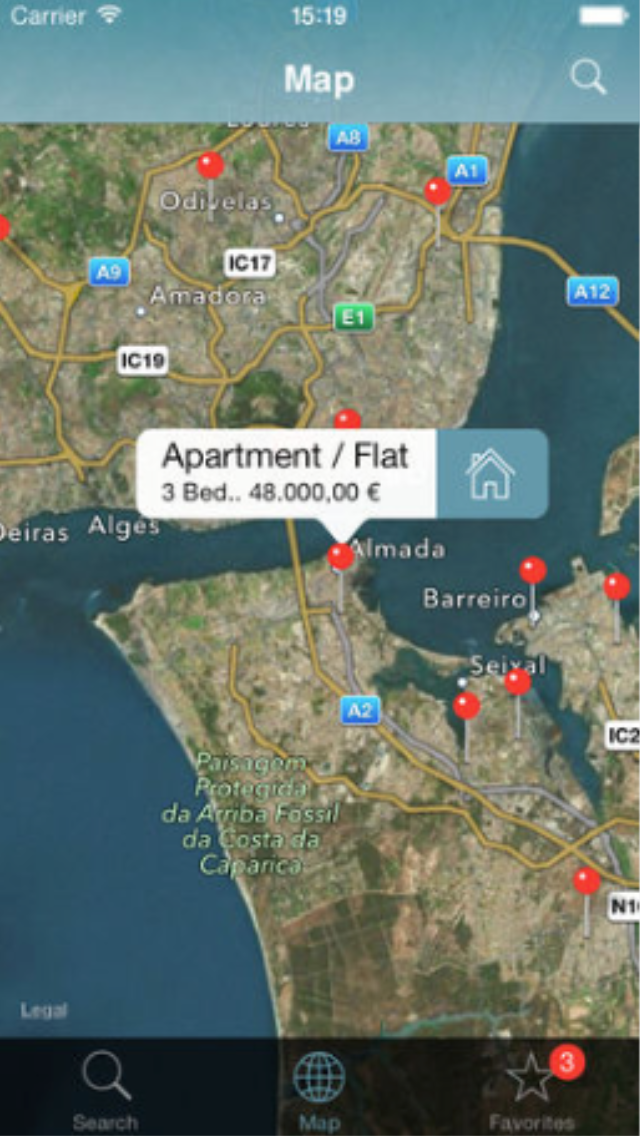 Carrier 15:19
Map
A8
A1
Odivelas
IC17
A9
A12
Amadora
E1
IC19
Apartment / Flat
3 Bed.. 48.000,00 €
Oeiras Algés
Almada
Barreiro
Seixal
A2
IC2
Paisagem
Protegida
da Arriba Fossil
da Costa da
Caparica
N1
Legal
3
Search Map Favorites